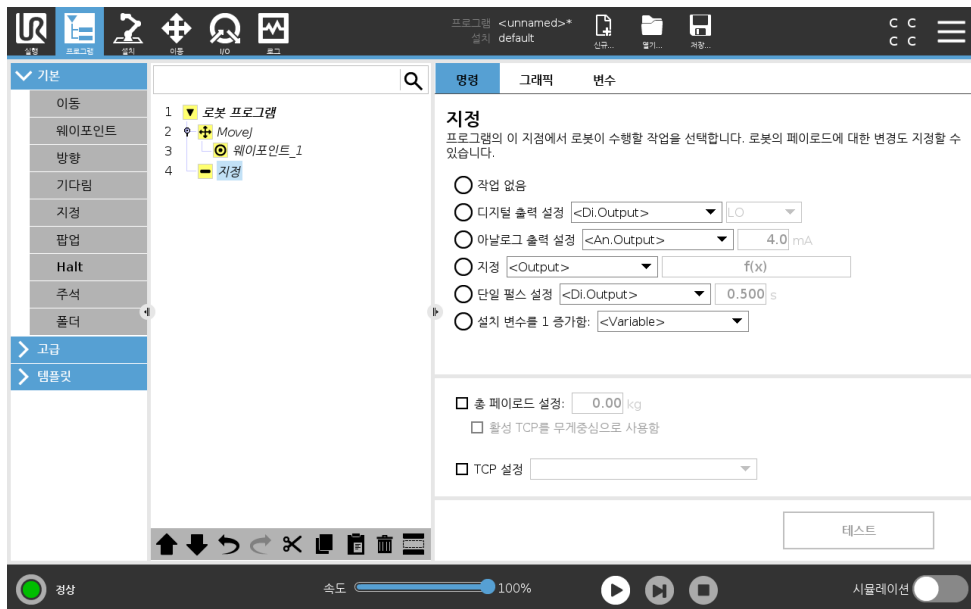 UR
실행
프로그램
설치
이동
I/O
로그
프로그램 <unnamed>*
설치 default
신규...
열기...
저장...
C C
C C
기본
이동
웨이포인트
방향
기다림
지정
팝업
Halt
주석
폴더
고급
템플릿
1 로봇 프로그램
2 MoveJ
3 웨이포인트_1
4 지정
명령 그래픽 변수
지정
프로그램의 이 지점에서 로봇이 수행할 작업을 선택합니다. 로봇의 페이로드에 대한 변경도 지정할 수
있습니다.
작업 없음
디지털 출력 설정 <Di.Output> LO
아날로그 출력 설정 <An.Output> 4.0 mA
지정 <Output> f(x)
단일 펄스 설정 <Di.Output> 0.500 s
설치 변수를 1 증가함: <Variable>
총 페이로드 설정: 0.00 kg
활성 TCP를 무게중심으로 사용함
TCP 설정
테스트
정상
속도 100%
시뮬레이션